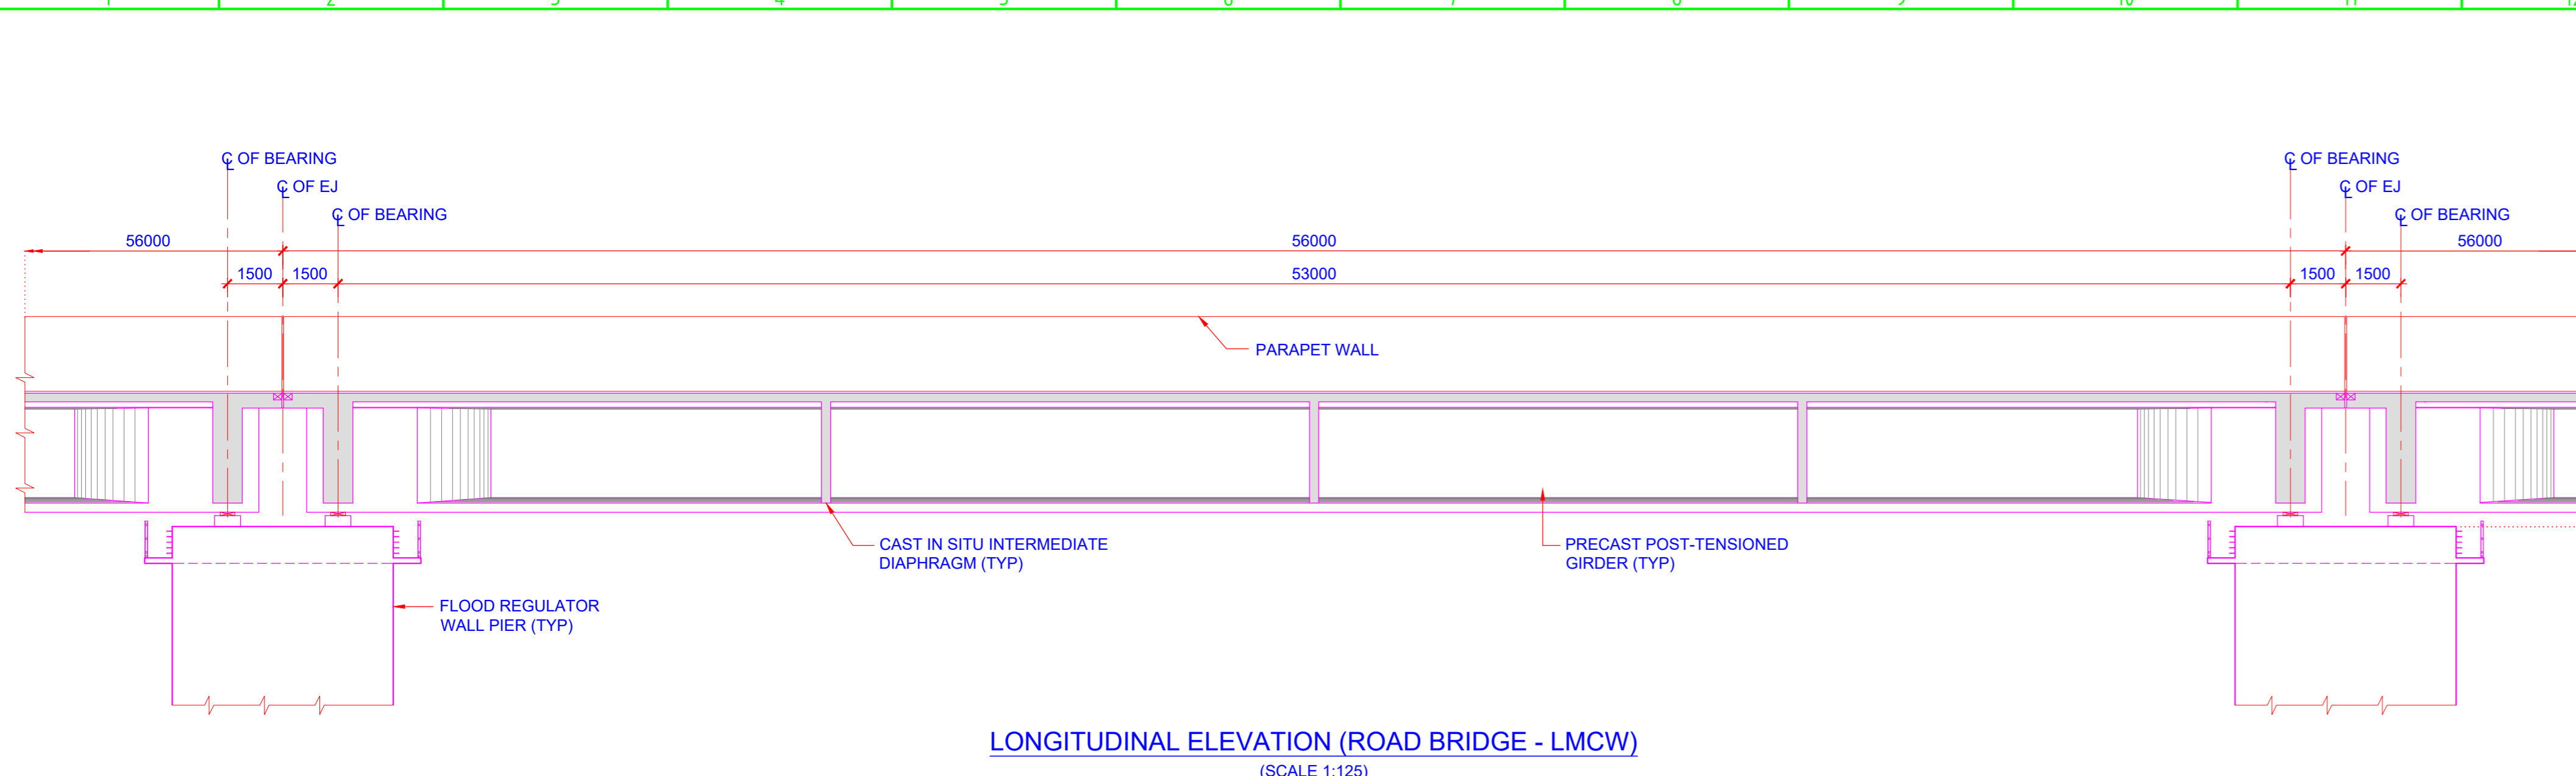 ℄ OF BEARING
℄ OF EJ
℄ OF BEARING
℄ OF BEARING
℄ OF EJ
℄ OF BEARING
56000
56000
56000
1500
1500
53000
1500
1500
PARAPET WALL
CAST IN SITU INTERMEDIATE
DIAPHRAGM (TYP)
PRECAST POST-TENSIONED
GIRDER (TYP)
FLOOD REGULATOR
WALL PIER (TYP)
LONGITUDINAL ELEVATION (ROAD BRIDGE - LMCW)
(SCALE 1:125)